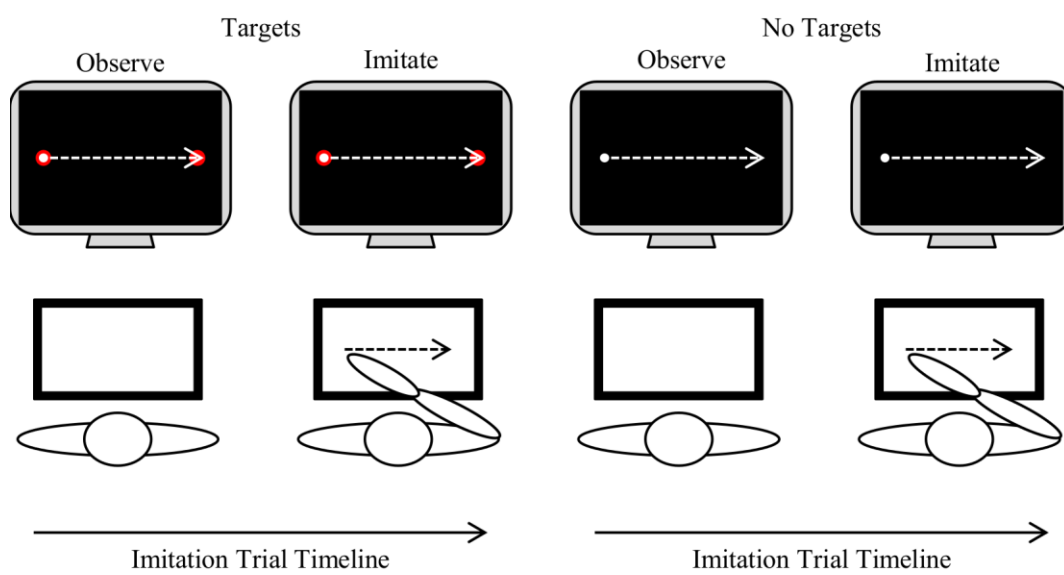 Targets
No Targets
Observe
Imitate
Observe
Imitate
Imitation Trial Timeline
Imitation Trial Timeline